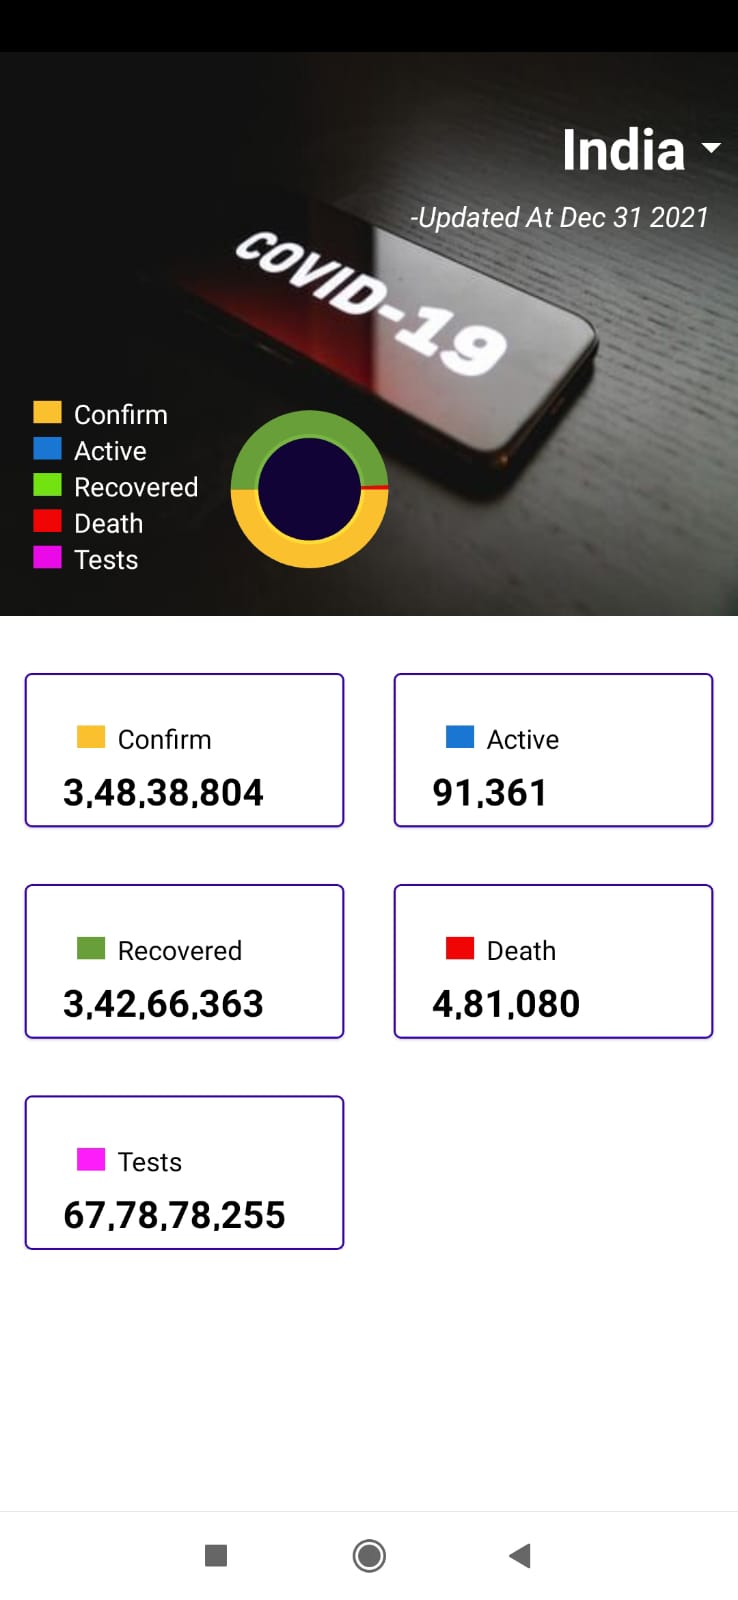 India
-Updated At Dec 31 2021
COVID-19
Confirm
Active
Recovered
Death
Tests
Confirm
3,48,38,804
Active
91,361
Recovered
3,42,66,363
Death
4,81,080
Tests
67,78,78,255